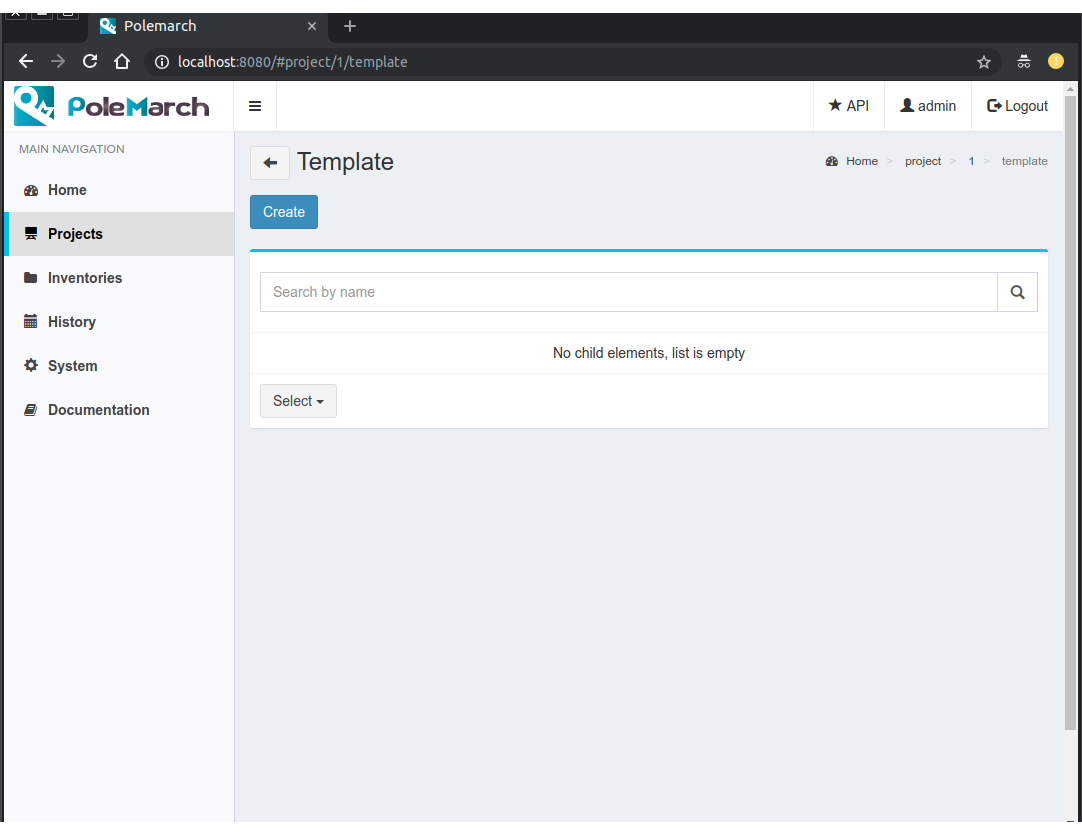 Polemarch
localhost:8080/#project/1/template
PoleMarch
API
admin
Logout
MAIN NAVIGATION
Home
Projects
Inventories
History
System
Documentation
Template
Home > project > 1 > template
Create
Search by name
No child elements, list is empty
Select